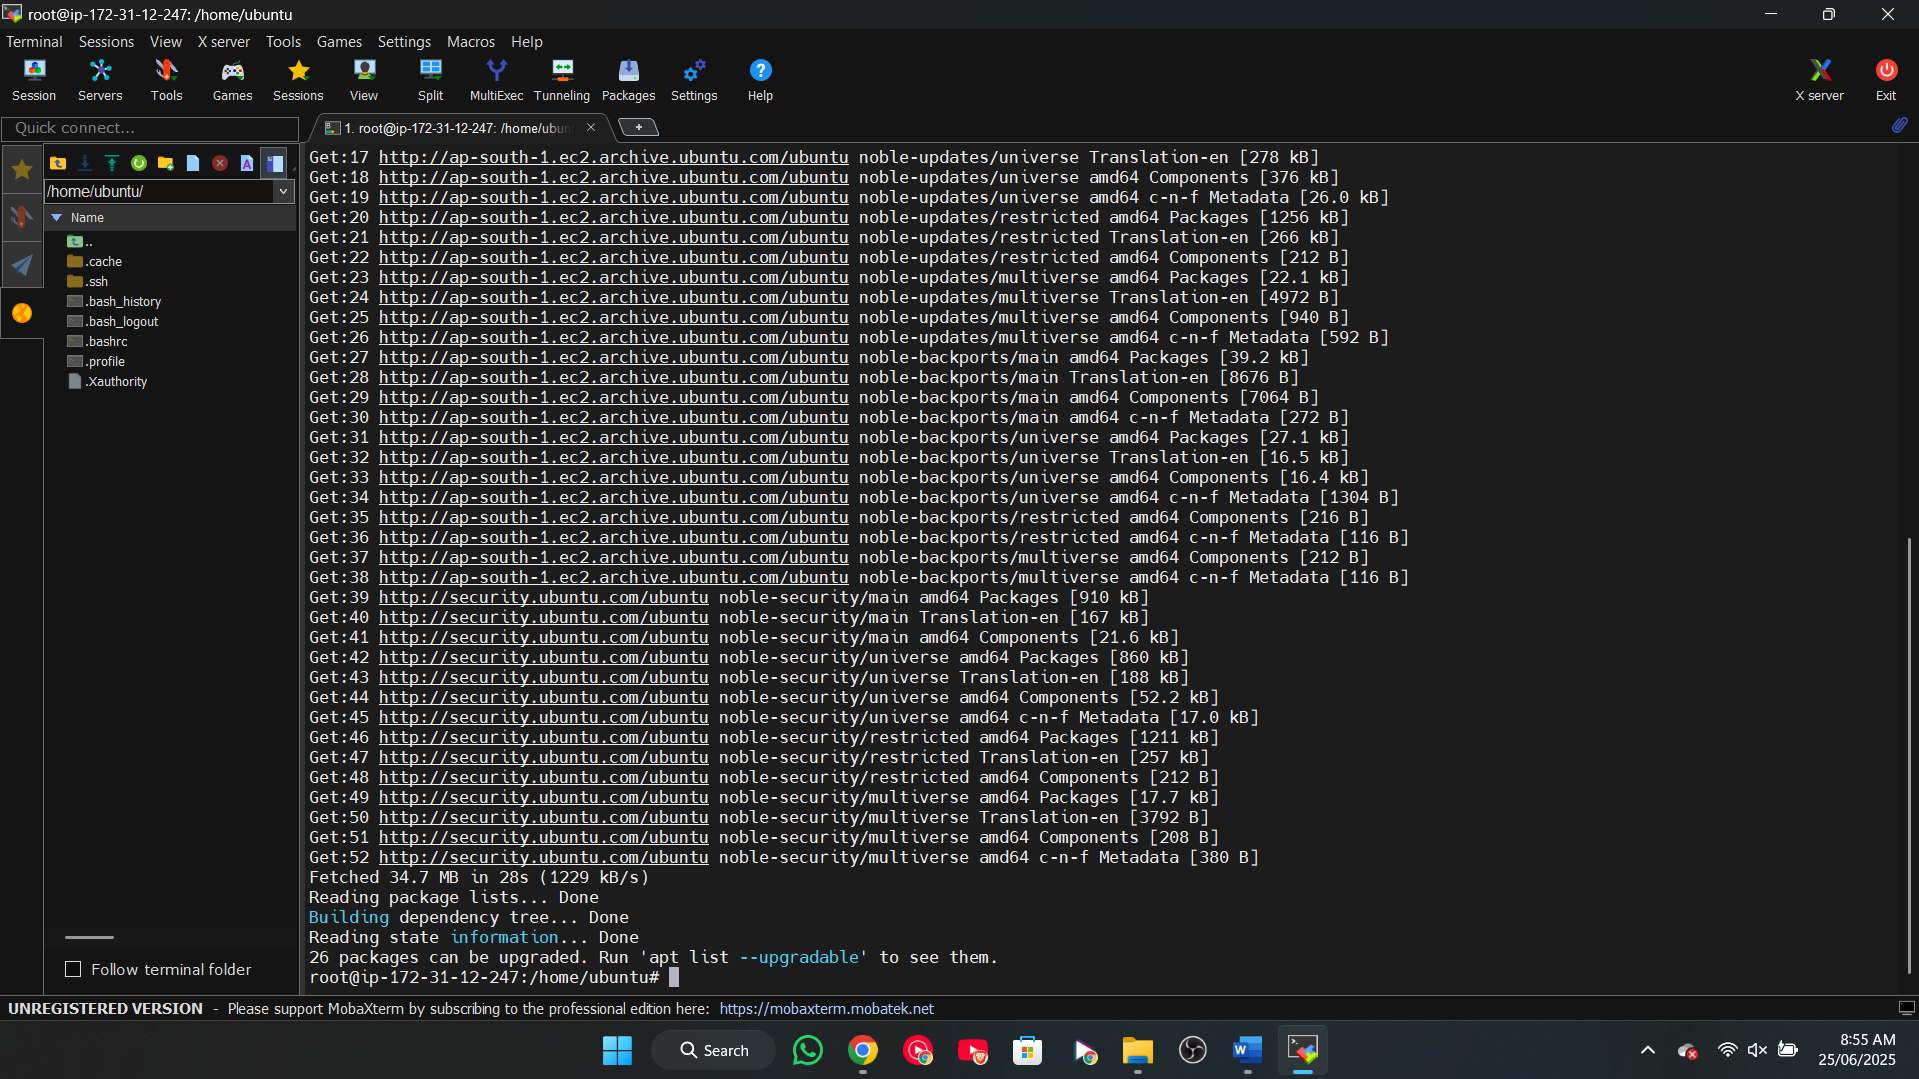 root@ip-172-31-12-247: /home/ubuntu
Terminal Sessions View X server Tools Games Settings Macros Help
Session Servers Tools Games Sessions View Split MultiExec Tunneling Packages Settings Help X server Exit
Quick connect...
1. root@ip-172-31-12-247: /home/ubun
/home/ubuntu/
Name
..
.cache
.ssh
.bash_history
.bash_logout
.bashrc
.profile
.Xauthority
Follow terminal folder
Get:17 http://ap-south-1.ec2.archive.ubuntu.com/ubuntu noble-updates/universe Translation-en [278 kB]
Get:18 http://ap-south-1.ec2.archive.ubuntu.com/ubuntu noble-updates/universe amd64 Components [376 kB]
Get:19 http://ap-south-1.ec2.archive.ubuntu.com/ubuntu noble-updates/universe amd64 c-n-f Metadata [26.0 kB]
Get:20 http://ap-south-1.ec2.archive.ubuntu.com/ubuntu noble-updates/restricted amd64 Packages [1256 kB]
Get:21 http://ap-south-1.ec2.archive.ubuntu.com/ubuntu noble-updates/restricted Translation-en [266 kB]
Get:22 http://ap-south-1.ec2.archive.ubuntu.com/ubuntu noble-updates/restricted amd64 Components [212 B]
Get:23 http://ap-south-1.ec2.archive.ubuntu.com/ubuntu noble-updates/multiverse amd64 Packages [22.1 kB]
Get:24 http://ap-south-1.ec2.archive.ubuntu.com/ubuntu noble-updates/multiverse Translation-en [4972 B]
Get:25 http://ap-south-1.ec2.archive.ubuntu.com/ubuntu noble-updates/multiverse amd64 Components [940 B]
Get:26 http://ap-south-1.ec2.archive.ubuntu.com/ubuntu noble-updates/multiverse amd64 c-n-f Metadata [592 B]
Get:27 http://ap-south-1.ec2.archive.ubuntu.com/ubuntu noble-backports/main amd64 Packages [39.2 kB]
Get:28 http://ap-south-1.ec2.archive.ubuntu.com/ubuntu noble-backports/main Translation-en [8676 B]
Get:29 http://ap-south-1.ec2.archive.ubuntu.com/ubuntu noble-backports/main amd64 Components [7064 B]
Get:30 http://ap-south-1.ec2.archive.ubuntu.com/ubuntu noble-backports/main amd64 c-n-f Metadata [272 B]
Get:31 http://ap-south-1.ec2.archive.ubuntu.com/ubuntu noble-backports/universe amd64 Packages [27.1 kB]
Get:32 http://ap-south-1.ec2.archive.ubuntu.com/ubuntu noble-backports/universe Translation-en [16.5 kB]
Get:33 http://ap-south-1.ec2.archive.ubuntu.com/ubuntu noble-backports/universe amd64 Components [16.4 kB]
Get:34 http://ap-south-1.ec2.archive.ubuntu.com/ubuntu noble-backports/universe amd64 c-n-f Metadata [1304 B]
Get:35 http://ap-south-1.ec2.archive.ubuntu.com/ubuntu noble-backports/restricted amd64 Components [216 B]
Get:36 http://ap-south-1.ec2.archive.ubuntu.com/ubuntu noble-backports/restricted amd64 c-n-f Metadata [116 B]
Get:37 http://ap-south-1.ec2.archive.ubuntu.com/ubuntu noble-backports/multiverse amd64 Components [212 B]
Get:38 http://ap-south-1.ec2.archive.ubuntu.com/ubuntu noble-backports/multiverse amd64 c-n-f Metadata [116 B]
Get:39 http://security.ubuntu.com/ubuntu noble-security/main amd64 Packages [910 kB]
Get:40 http://security.ubuntu.com/ubuntu noble-security/main Translation-en [167 kB]
Get:41 http://security.ubuntu.com/ubuntu noble-security/main amd64 Components [21.6 kB]
Get:42 http://security.ubuntu.com/ubuntu noble-security/universe amd64 Packages [860 kB]
Get:43 http://security.ubuntu.com/ubuntu noble-security/universe Translation-en [188 kB]
Get:44 http://security.ubuntu.com/ubuntu noble-security/universe amd64 Components [52.2 kB]
Get:45 http://security.ubuntu.com/ubuntu noble-security/universe amd64 c-n-f Metadata [17.0 kB]
Get:46 http://security.ubuntu.com/ubuntu noble-security/restricted amd64 Packages [1211 kB]
Get:47 http://security.ubuntu.com/ubuntu noble-security/restricted Translation-en [257 kB]
Get:48 http://security.ubuntu.com/ubuntu noble-security/restricted amd64 Components [212 B]
Get:49 http://security.ubuntu.com/ubuntu noble-security/multiverse amd64 Packages [17.7 kB]
Get:50 http://security.ubuntu.com/ubuntu noble-security/multiverse Translation-en [3792 B]
Get:51 http://security.ubuntu.com/ubuntu noble-security/multiverse amd64 Components [208 B]
Get:52 http://security.ubuntu.com/ubuntu noble-security/multiverse amd64 c-n-f Metadata [380 B]
Fetched 34.7 MB in 28s (1229 kB/s)
Reading package lists... Done
Building dependency tree... Done
Reading state information... Done
26 packages can be upgraded. Run 'apt list --upgradable' to see them.
root@ip-172-31-12-247:/home/ubuntu#
UNREGISTERED VERSION - Please support MobaXterm by subscribing to the professional edition here: https://mobaxterm.mobatek.net
Search
8:55 AM
25/06/2025